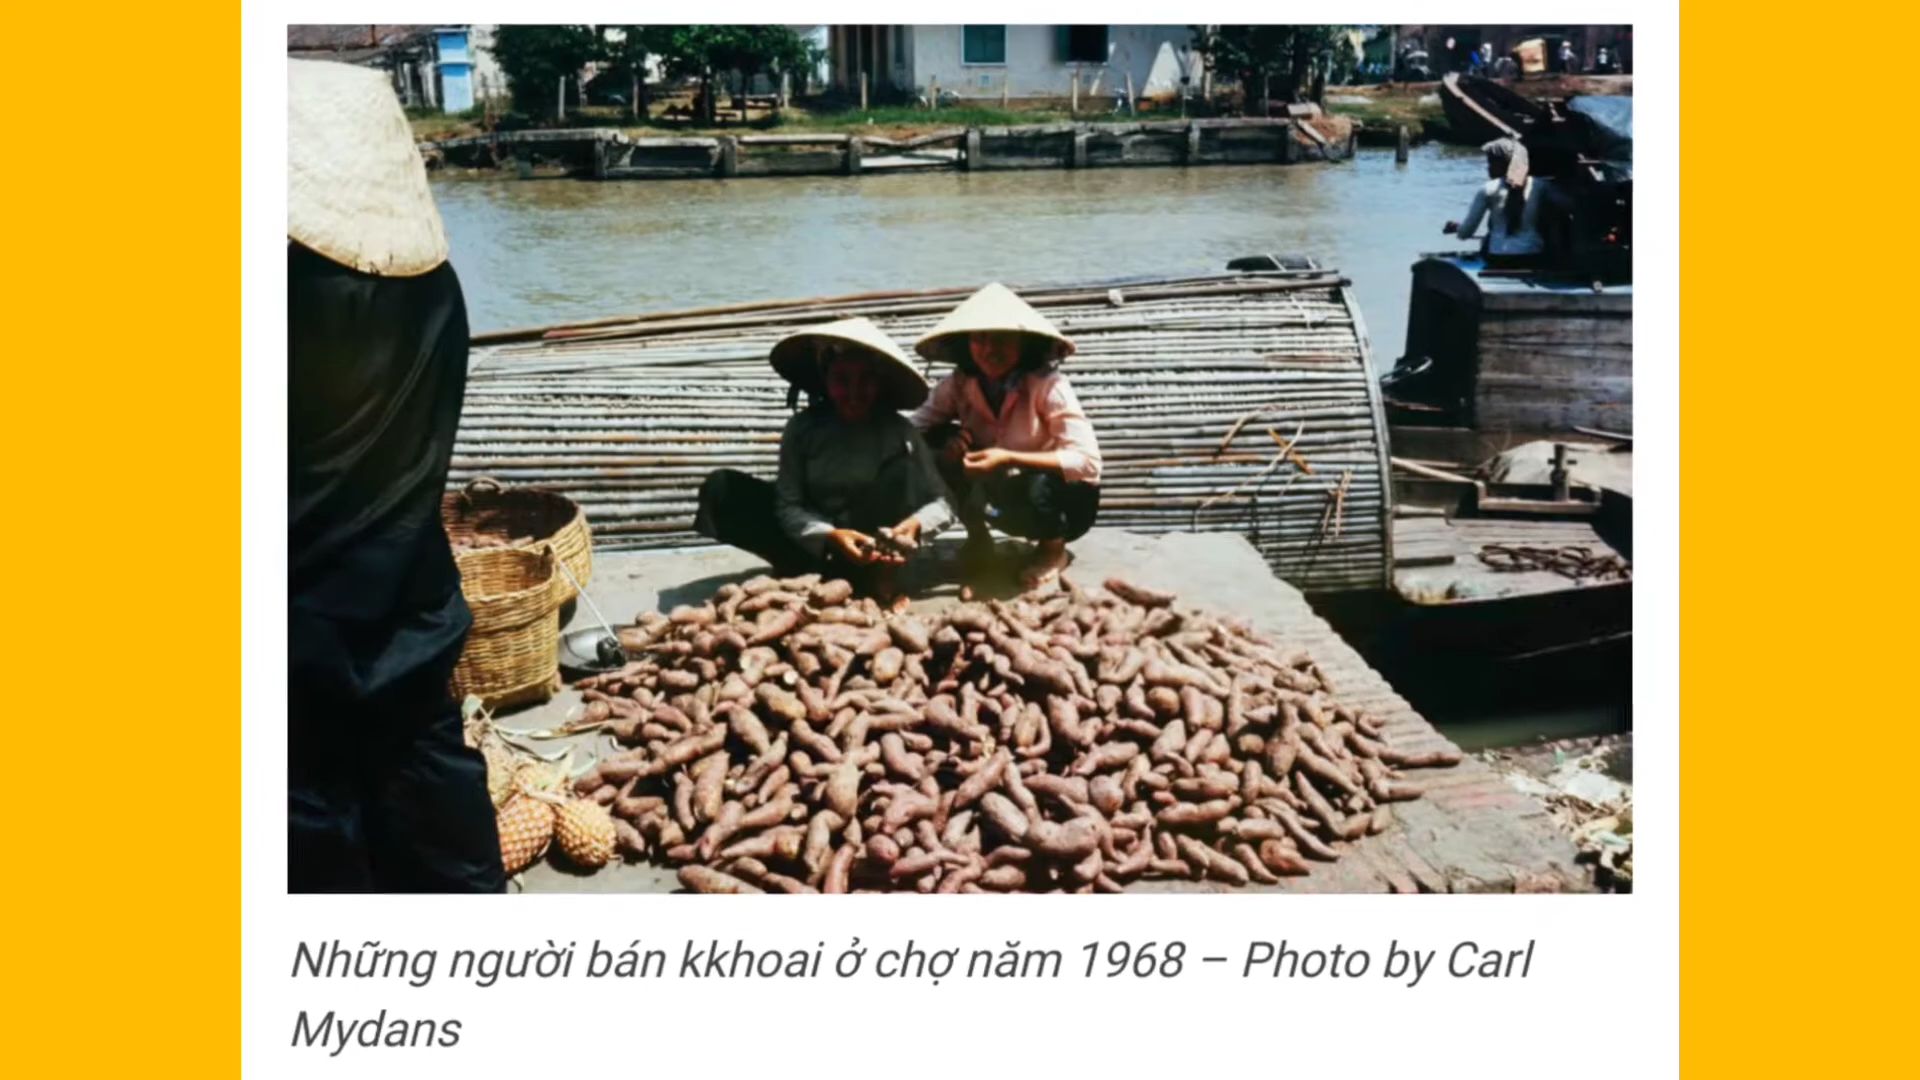 Những người bán kkhoai ở chợ năm 1968 – Photo by Carl
Mydans